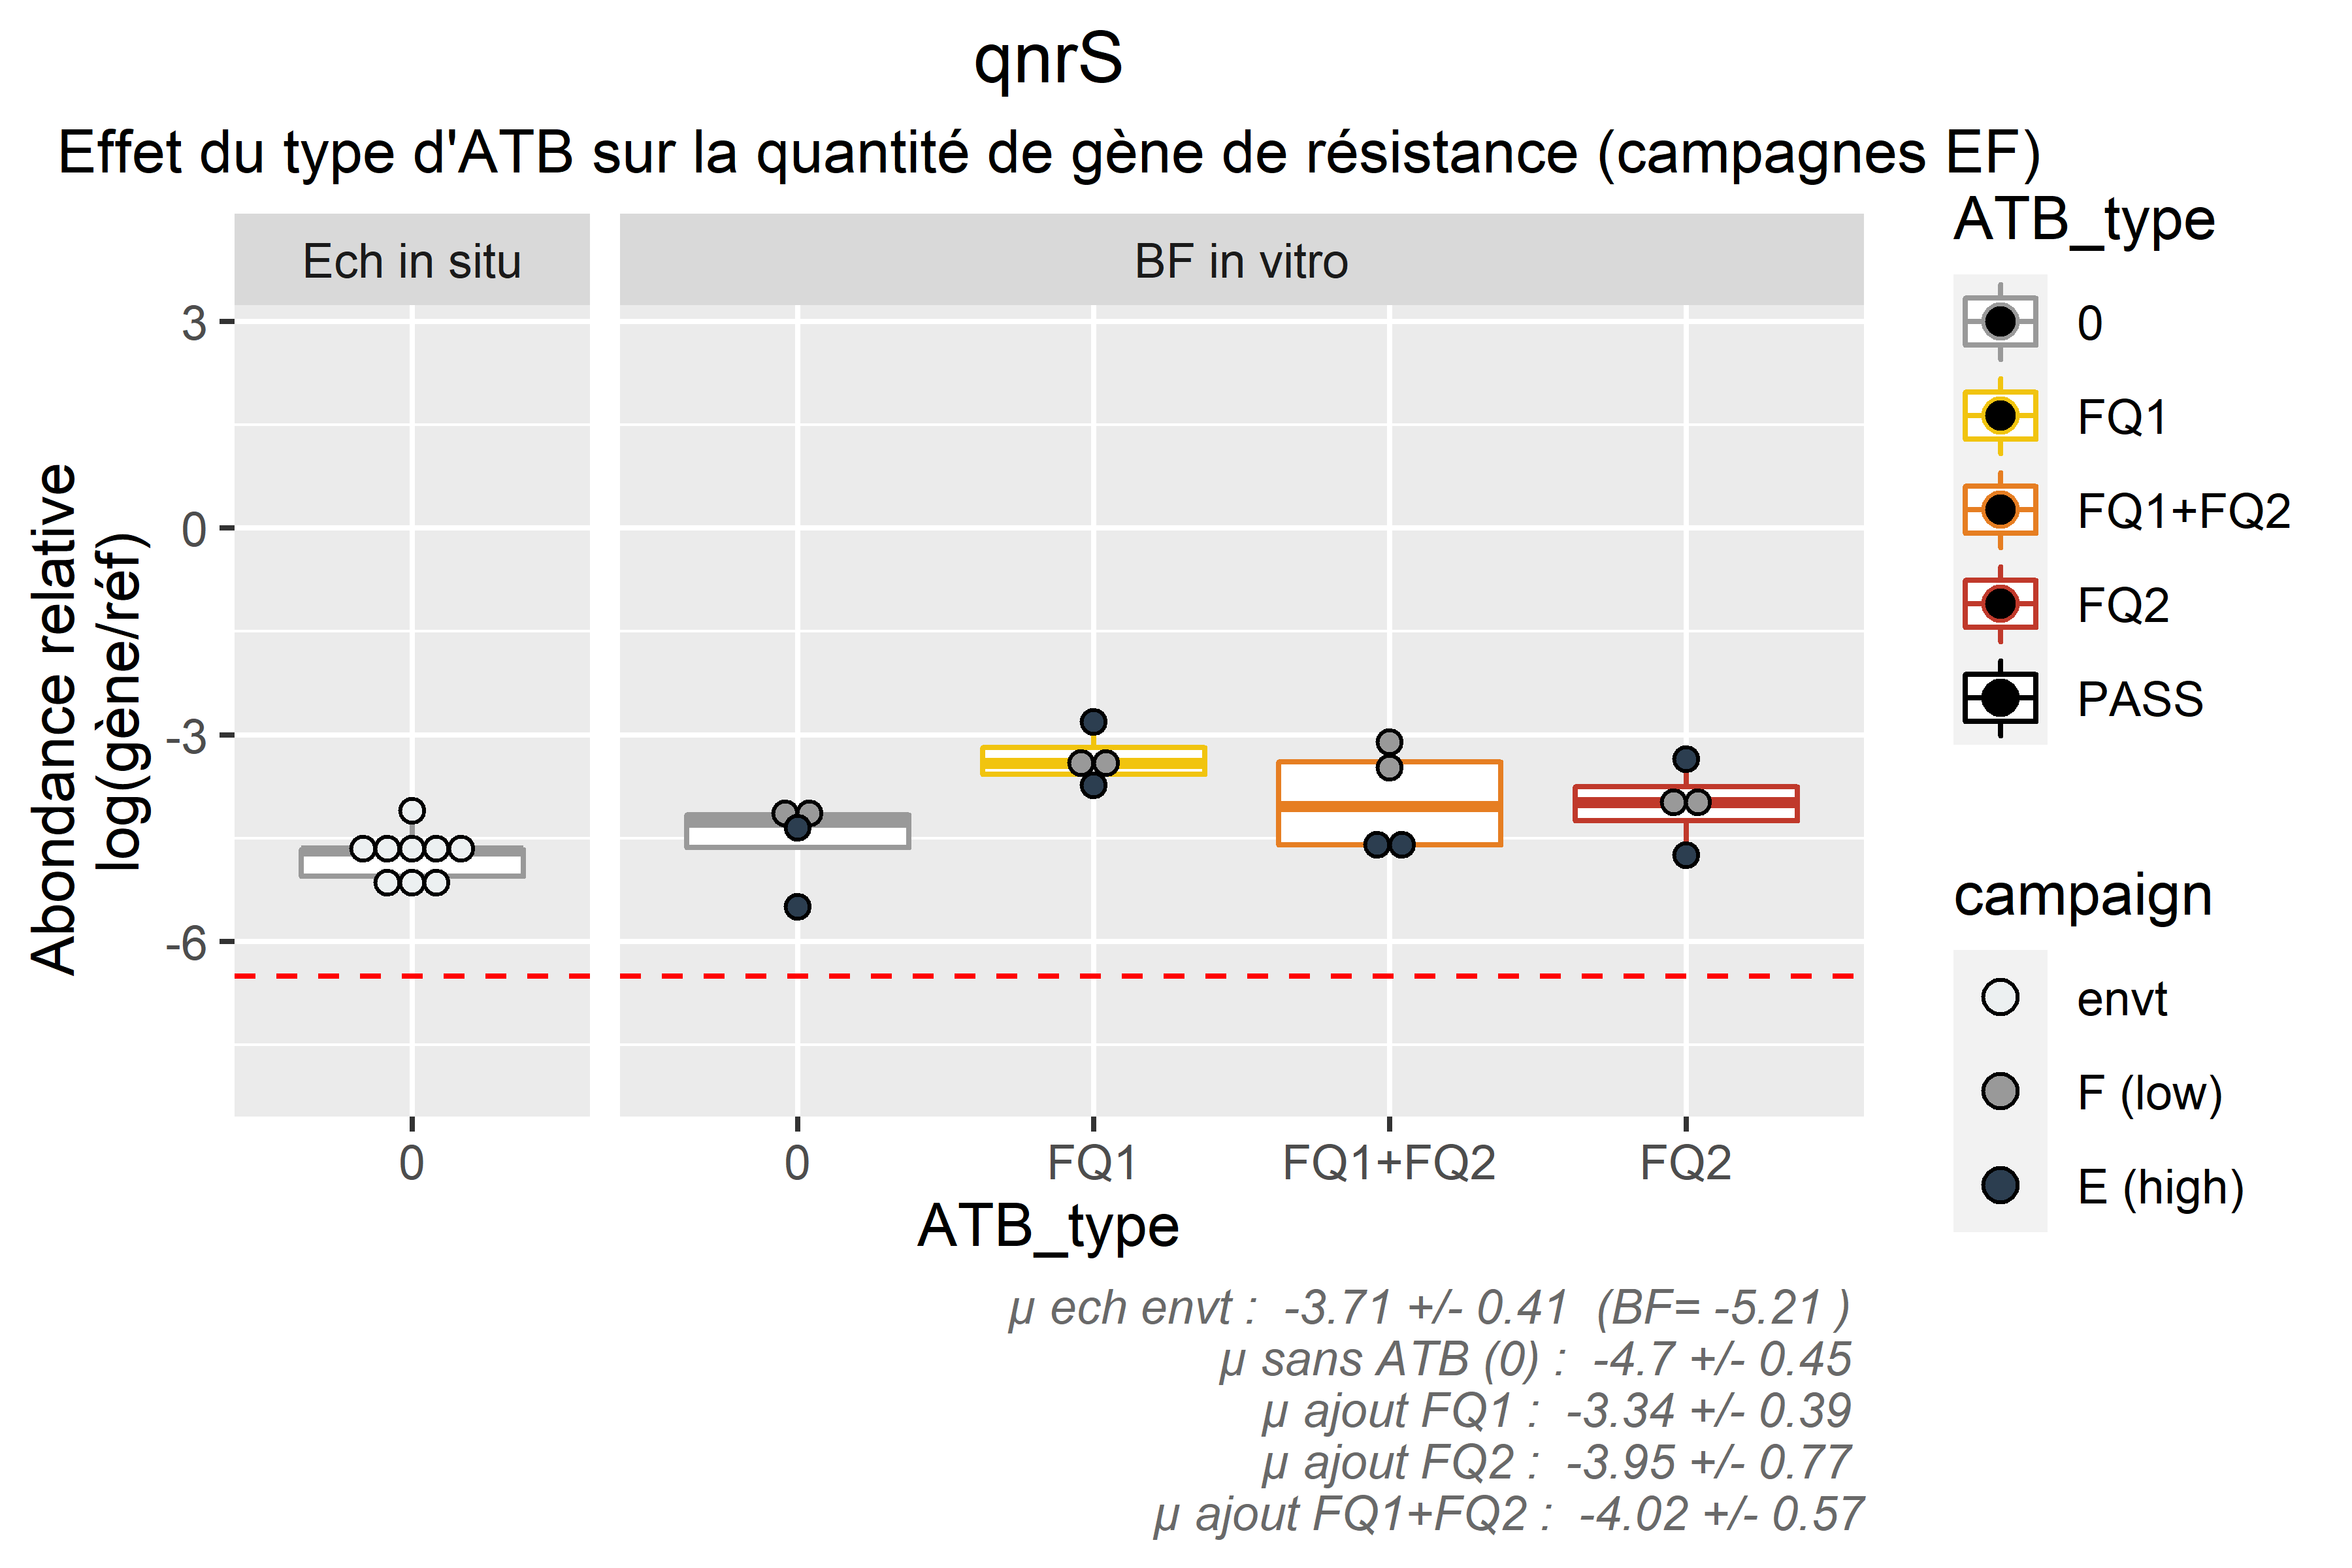 qnrS
Effet du type d'ATB sur la quantité de gène de résistance (campagnes EF)
Ech in situ
BF in vitro
Abondance relative
log(gène/réf)
3
0
-3
-6
0
0
FQ1
FQ1+FQ2
FQ2
ATB_type
ATB_type
0
FQ1
FQ1+FQ2
FQ2
PASS
campaign
envt
F (low)
E (high)
µ ech envt :  -3.71 +/- 0.41  (BF= -5.21 )
µ sans ATB (0) :  -4.7 +/- 0.45
µ ajout FQ1 :  -3.34 +/- 0.39
µ ajout FQ2 :  -3.95 +/- 0.77
µ ajout FQ1+FQ2 :  -4.02 +/- 0.57